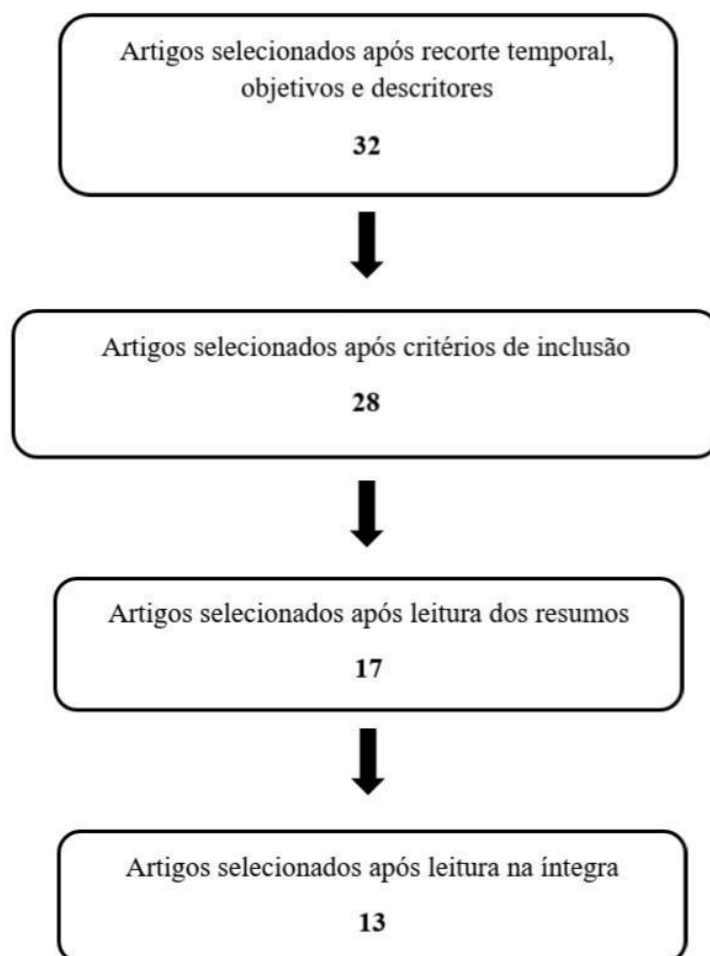 Artigos selecionados após recorte temporal,
objetivos e descritores
32
Artigos selecionados após critérios de inclusão
28
Artigos selecionados após leitura dos resumos
17
Artigos selecionados após leitura na íntegra
13